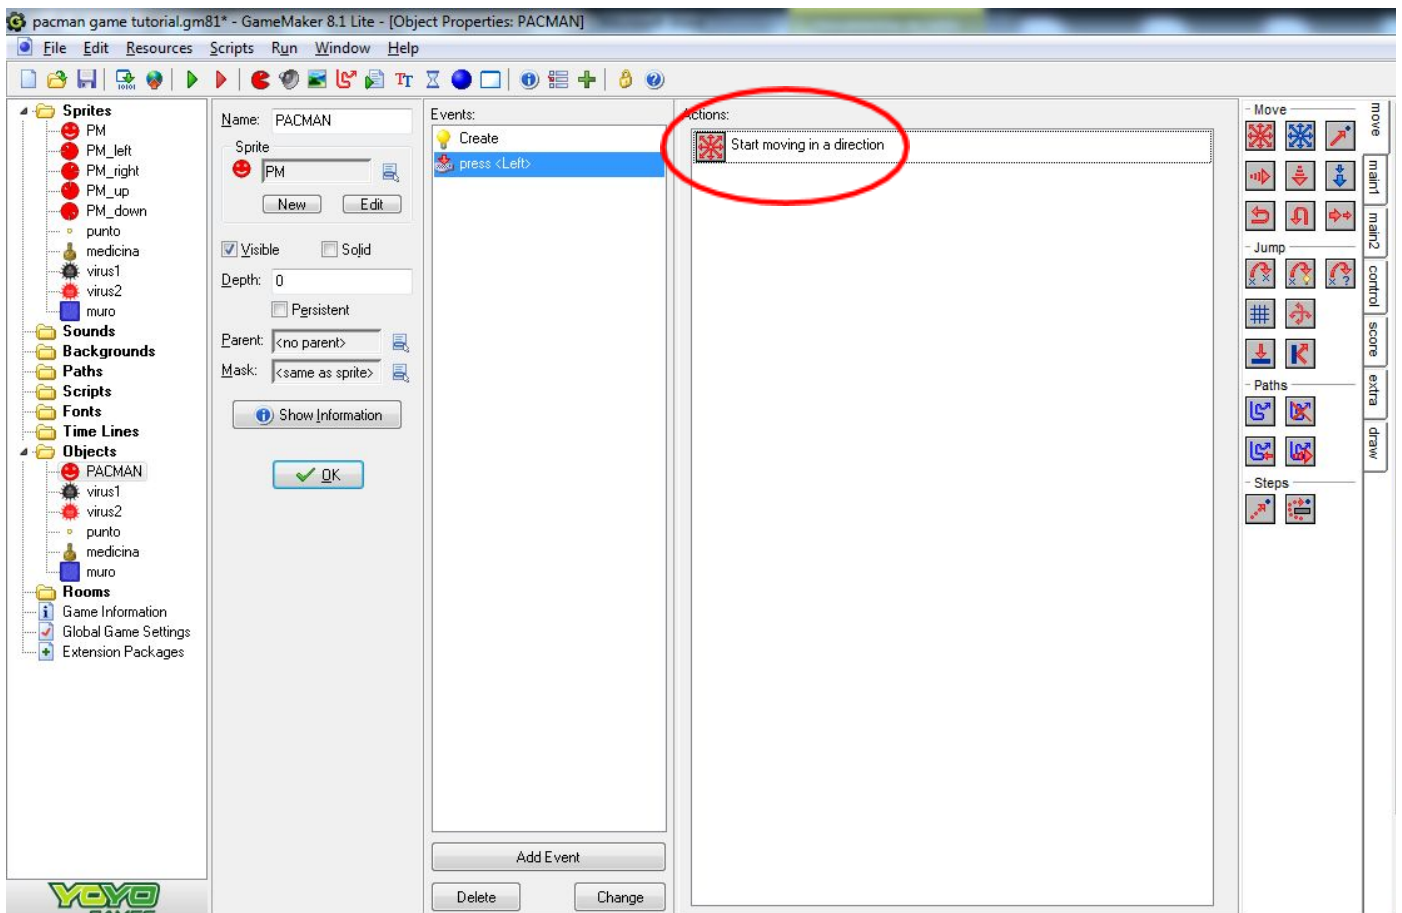 pacman game tutorial.gm81* - GameMaker 8.1 Lite - [Object Properties: PACMAN]
File Edit Resources Scripts Run Window Help
Sprites
PM
PM_left
PM_right
PM_up
PM_down
punto
medicina
virus1
virus2
muro
Sounds
Backgrounds
Paths
Scripts
Fonts
Time Lines
Objects
PACMAN
virus1
virus2
punto
medicina
muro
Rooms
Game Information
Global Game Settings
Extension Packages
YOYO
GAMES
Name: PACMAN
Sprite
PM
New Edit
Visible Solid
Depth: 0
Persistent
Parent: <no parent>
Mask: <same as sprite>
Show Information
OK
Events:
Create
press <Left>
Add Event
Delete Change
Actions:
Start moving in a direction
Move
Jump
Paths
Steps
move
main1
main2
control
score
extra
draw